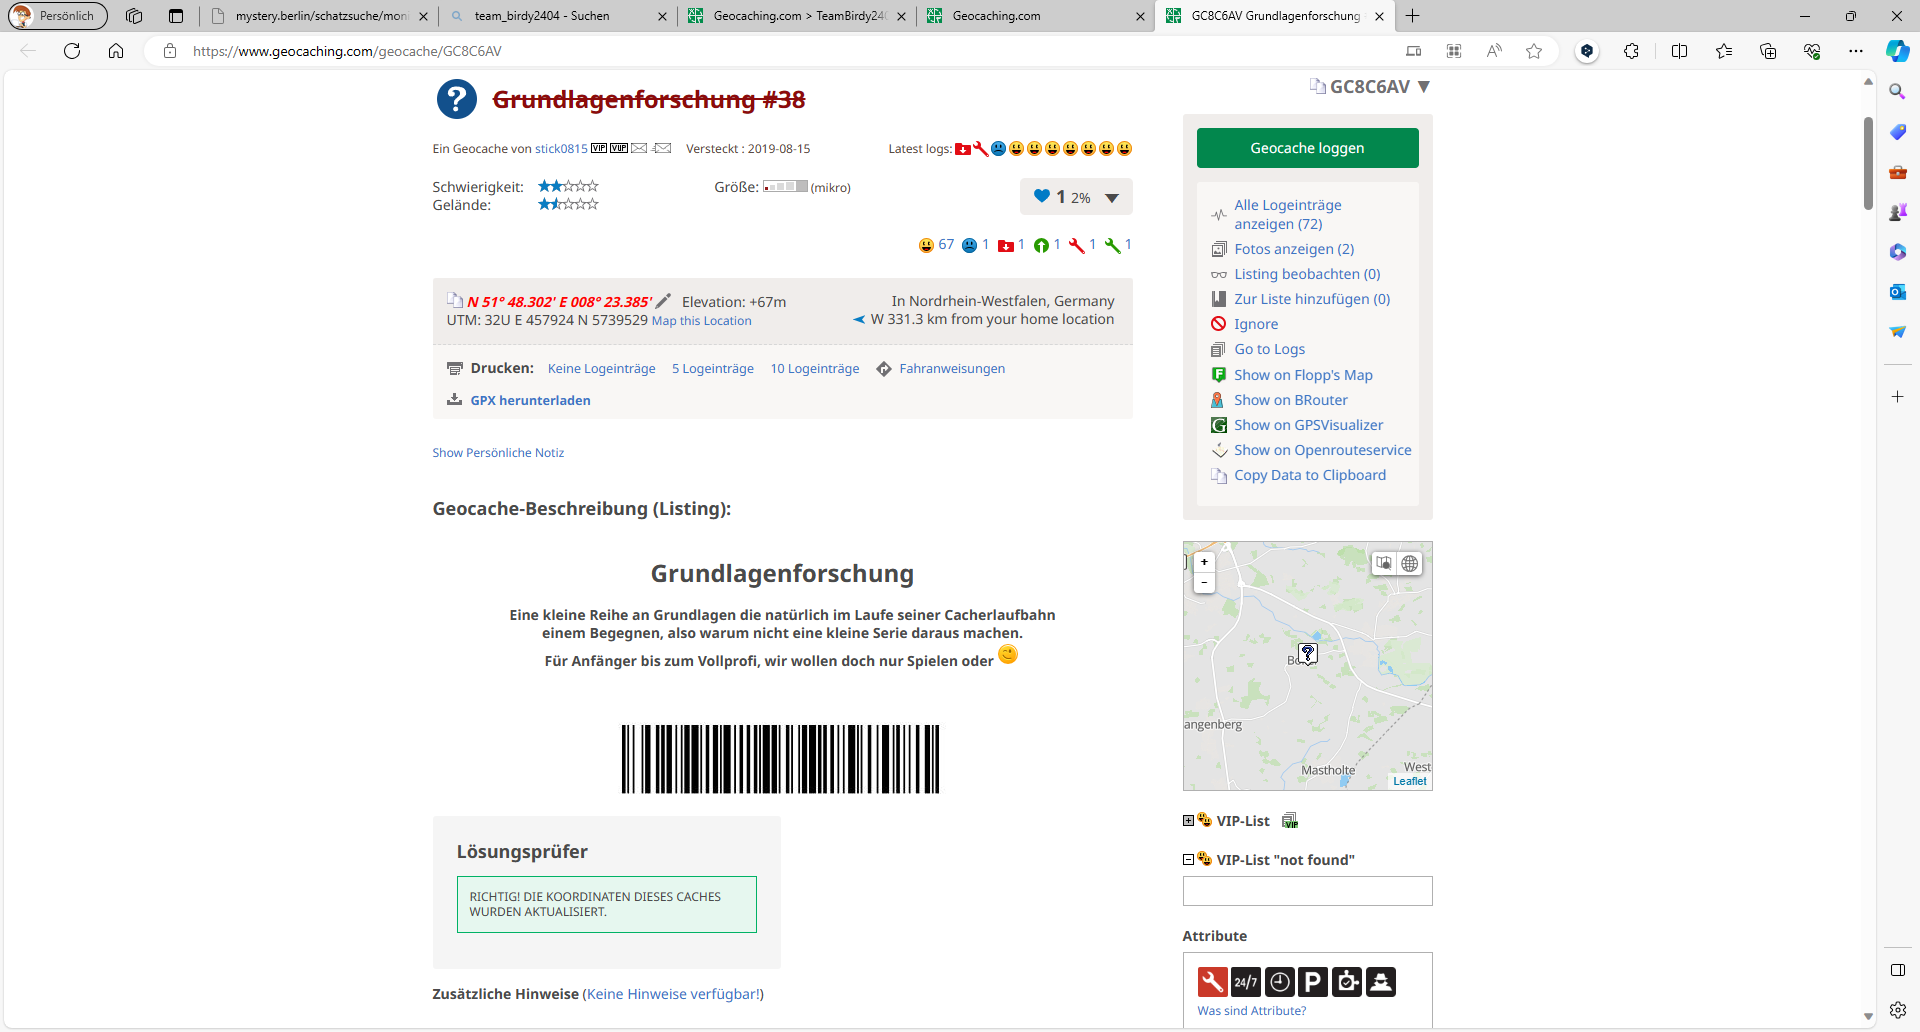 Persönlich
mystery.berlin/schatzsuche/moni
team_birdy2404 - Suchen
Geocaching.com > TeamBirdy240
Geocaching.com
GC8C6AV Grundlagenforschung
https://www.geocaching.com/geocache/GC8C6AV
Grundlagenforschung #38
GC8C6AV ▼
Ein Geocache von stick0815 VIP VUP
Versteckt : 2019-08-15
Latest logs:
Schwierigkeit:
Größe: (mikro)
Gelände:
1 2%
67 1 1 1 1 1
N 51° 48.302' E 008° 23.385'
Elevation: +67m
In Nordrhein-Westfalen, Germany
UTM: 32U E 457924 N 5739529 Map this Location
W 331.3 km from your home location
Drucken: Keine Logeinträge 5 Logeinträge 10 Logeinträge Fahranweisungen
GPX herunterladen
Show Persönliche Notiz
Geocache-Beschreibung (Listing):
Grundlagenforschung
Eine kleine Reihe an Grundlagen die natürlich im Laufe seiner Cacherlaufbahn
einem Begegnen, also warum nicht eine kleine Serie daraus machen.
Für Anfänger bis zum Vollprofi, wir wollen doch nur Spielen oder
Lösungsprüfer
RICHTIG! DIE KOORDINATEN DIESES CACHES
WURDEN AKTUALISIERT.
Zusätzliche Hinweise (Keine Hinweise verfügbar!)
Geocache loggen
Alle Logeinträge
anzeigen (72)
Fotos anzeigen (2)
Listing beobachten (0)
Zur Liste hinzufügen (0)
Ignore
Go to Logs
Show on Flopp's Map
Show on BRouter
Show on GPSVisualizer
Show on Openrouteservice
Copy Data to Clipboard
+
-
angenberg
Mastholte
West
Leaflet
VIP-List VIP
VIP-List "not found"
Attribute
24/7
P
Was sind Attribute?